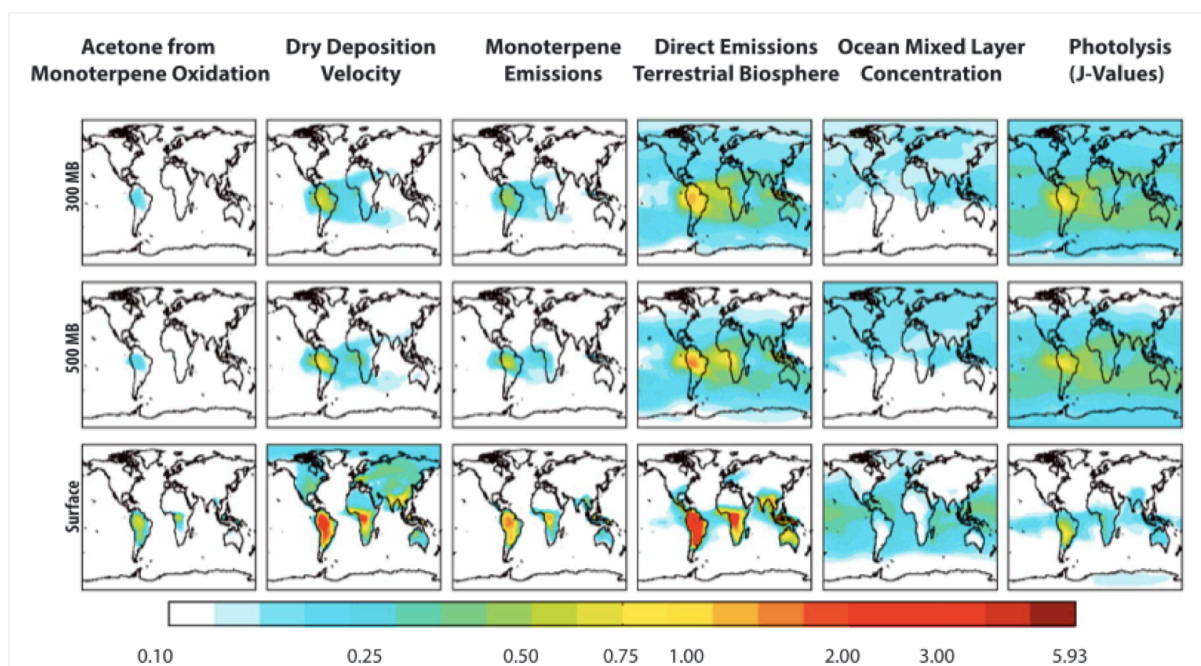 Acetone from
Monoterpene Oxidation
Dry Deposition
Velocity
Monoterpene
Emissions
Direct Emissions
Terrestrial Biosphere
Ocean Mixed Layer
Concentration
Photolysis
(J-Values)
300 MB
500 MB
Surface
0.10 0.25 0.50 0.75 1.00 2.00 3.00 5.93